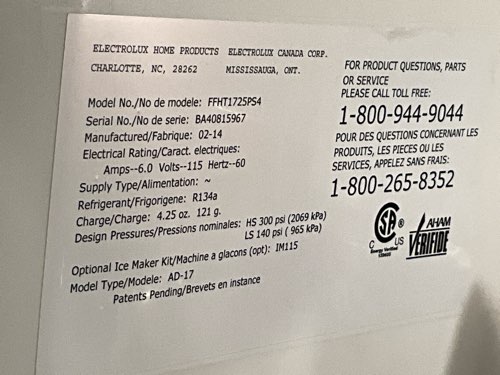 ELECTROLUX HOME PRODUCTS ELECTROLUX CANADA CORP.
CHARLOTTE, NC, 28262 MISSISSAUGA, ONT.
Model No./No de modele: FFHT1725PS4
Serial No./No de serie: BA40815967
Manufactured/Fabrique: 02-14
Electrical Rating/Caract. electriques:
Amps--6.0 Volts--115 Hertz--60
Supply Type/Alimentation: ~
Refrigerant/Frigorigene: R134a
Charge/Charge: 4.25 oz. 121 g.
Design Pressures/Pressions nominales: HS 300 psi (2069 kPa)
LS 140 psi ( 965 kPa)
Optional Ice Maker Kit/Machine a glacons (opt): IM115
Model Type/Modele: AD-17
Patents Pending/Brevets en instance
FOR PRODUCT QUESTIONS, PARTS
OR SERVICE
PLEASE CALL TOLL FREE:
1-800-944-9044
POUR DES QUESTIONS CONCERNANT LES
PRODUITS, LES PIECES OU LES
SERVICES, APPELEZ SANS FRAIS:
1-800-265-8352
CSA ®
C US
Energy Verified
AHAM
VERIFIDE